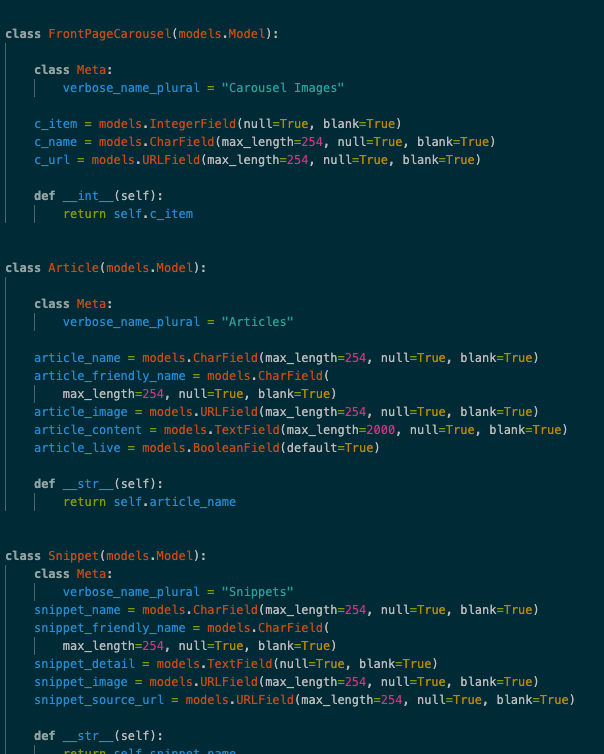 class FrontPageCarousel(models.Model):
class Meta:
verbose_name_plural = "Carousel Images"
c_item = models.IntegerField(null=True, blank=True)
c_name = models.CharField(max_length=254, null=True, blank=True)
c_url = models.URLField(max_length=254, null=True, blank=True)
def __int__(self):
return self.c_item
class Article(models.Model):
class Meta:
verbose_name_plural = "Articles"
article_name = models.CharField(max_length=254, null=True, blank=True)
article_friendly_name = models.CharField(
max_length=254, null=True, blank=True)
article_image = models.URLField(max_length=254, null=True, blank=True)
article_content = models.TextField(max_length=2000, null=True, blank=True)
article_live = models.BooleanField(default=True)
def __str__(self):
return self.article_name
class Snippet(models.Model):
class Meta:
verbose_name_plural = "Snippets"
snippet_name = models.CharField(max_length=254, null=True, blank=True)
snippet_friendly_name = models.CharField(
max_length=254, null=True, blank=True)
snippet_detail = models.TextField(null=True, blank=True)
snippet_image = models.URLField(max_length=254, null=True, blank=True)
snippet_source_url = models.URLField(max_length=254, null=True, blank=True)
def __str__(self):
return self.snippet_name